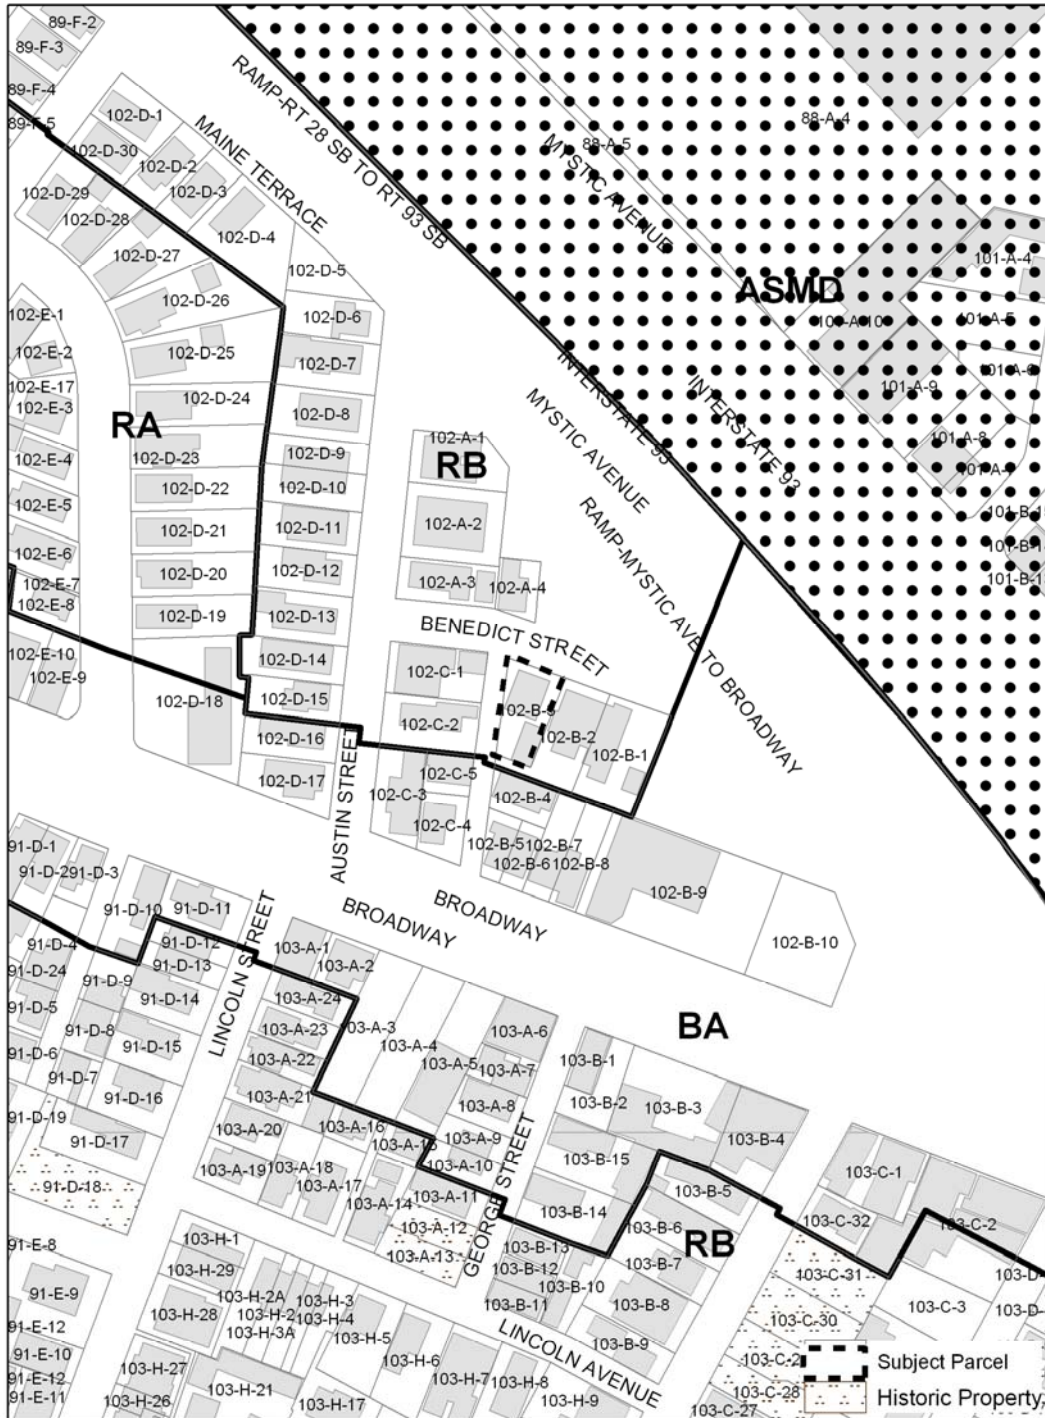 89-F-2
89-F-3
89-F-4
89-F-5
102-D-1
102-D-30
102-D-2
102-D-3
102-D-29
102-D-28
102-D-4
102-D-27
102-D-26
102-D-25
102-D-24
102-D-23
102-D-22
102-D-21
102-D-20
102-D-19
102-D-18
MAINE TERRACE
RAMP-RT 28 SB TO RT 93 SB
88-A-4
88-A-5
MYSTIC AVENUE
ASMD
101-A-4
101-A-5
101-A-10
101-A-6
101-A-9
101-A-8
INTERSTATE 93
INTERSTATE 93
MYSTIC AVENUE
RAMP-MYSTIC AVE TO BROADWAY
102-E-1
102-E-2
102-E-17
102-E-3
102-E-4
102-E-5
102-E-6
102-E-7
102-E-8
102-E-10
102-E-9
RA
102-D-5
102-D-6
102-D-7
102-D-8
102-D-9
102-D-10
102-D-11
102-D-12
102-D-13
102-D-14
102-D-15
102-D-16
102-D-17
102-A-1
RB
102-A-2
102-A-3
102-A-4
BENEDICT STREET
102-C-1
102-C-2
102-C-5
102-C-3
102-C-4
102-B-3
102-B-2
102-B-1
102-B-4
102-B-5
102-B-7
102-B-6
102-B-8
102-B-9
102-B-10
AUSTIN STREET
BROADWAY
BROADWAY
BA
91-D-1
91-D-2
91-D-3
91-D-10
91-D-11
91-D-4
91-D-12
91-D-13
91-D-24
91-D-9
91-D-14
91-D-5
91-D-8
91-D-15
91-D-6
91-D-7
91-D-16
91-D-19
91-D-17
91-D-18
LINCOLN STREET
103-A-1
103-A-2
103-A-24
103-A-3
103-A-23
103-A-4
103-A-22
103-A-5
103-A-6
103-A-7
103-A-21
103-A-8
103-A-20
103-A-16
103-A-15
103-A-9
103-A-10
103-A-19
103-A-18
103-A-17
103-A-14
103-A-11
103-A-12
103-A-13
GEORGE STREET
103-B-1
103-B-2
103-B-3
103-B-4
103-B-15
103-B-5
103-B-14
103-B-6
RB
103-B-13
103-B-12
103-B-10
103-B-7
103-B-11
103-B-8
103-B-9
103-C-1
103-C-32
103-C-2
103-C-31
103-C-3
103-C-30
103-C-28
103-C-27
91-E-8
91-E-9
91-E-12
91-E-10
91-E-12
91-E-11
103-H-1
103-H-29
103-H-28
103-H-2A
103-H-2
103-H-3A
103-H-3
103-H-4
103-H-5
103-H-6
103-H-27
103-H-26
103-H-21
103-H-17
103-H-7
103-H-8
103-H-9
LINCOLN AVENUE
Subject Parcel
Historic Property